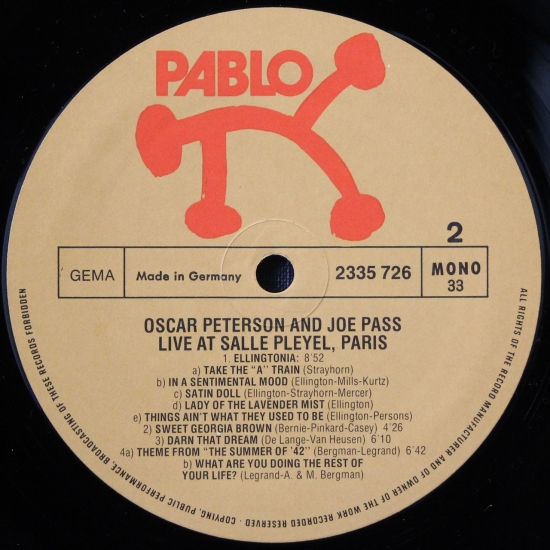 PABLO
2
GEMA
Made in Germany
2335 726
MONO
33
OSCAR PETERSON AND JOE PASS
LIVE AT SALLE PLEYEL, PARIS
1. ELLINGTONIA: 8'52
a) TAKE THE "A" TRAIN (Strayhorn)
b) IN A SENTIMENTAL MOOD (Ellington-Mills-Kurtz)
c) SATIN DOLL (Ellington-Strayhorn-Mercer)
d) LADY OF THE LAVENDER MIST (Ellington)
e) THINGS AIN'T WHAT THEY USED TO BE (Ellington-Persons)
2) SWEET GEORGIA BROWN (Bernie-Pinkard-Casey) 4'26
3) DARN THAT DREAM (De Lange-Van Heusen) 6'10
4a) THEME FROM "THE SUMMER OF '42" (Bergman-Legrand) 6'42
b) WHAT ARE YOU DOING THE REST OF
YOUR LIFE? (Legrand-A. & M. Bergman)
ALL RIGHTS OF THE RECORD MANUFACTURER AND OF OWNER OF THE WORK RECORDED RESERVED · COPYING, PUBLIC PERFORMANCE, BROADCASTING OF THESE RECORDS FORBIDDEN